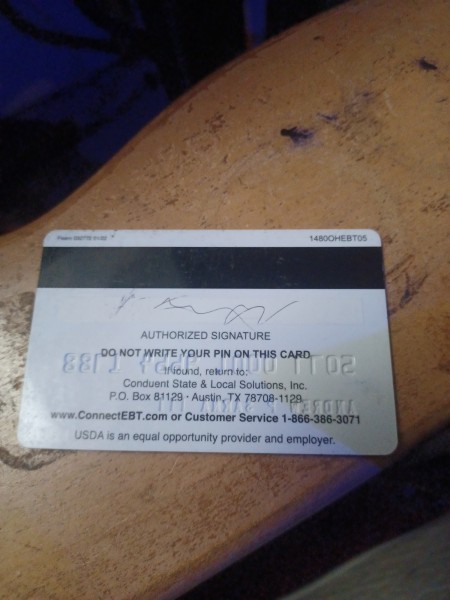 1480OHEBT05
AUTHORIZED SIGNATURE
DO NOT WRITE YOUR PIN ON THIS CARD
If found, return to:
Conduent State & Local Solutions, Inc.
P.O. Box 81129 - Austin, TX 78708-1129
www.ConnectEBT.com or Customer Service 1-866-386-3071
USDA is an equal opportunity provider and employer.